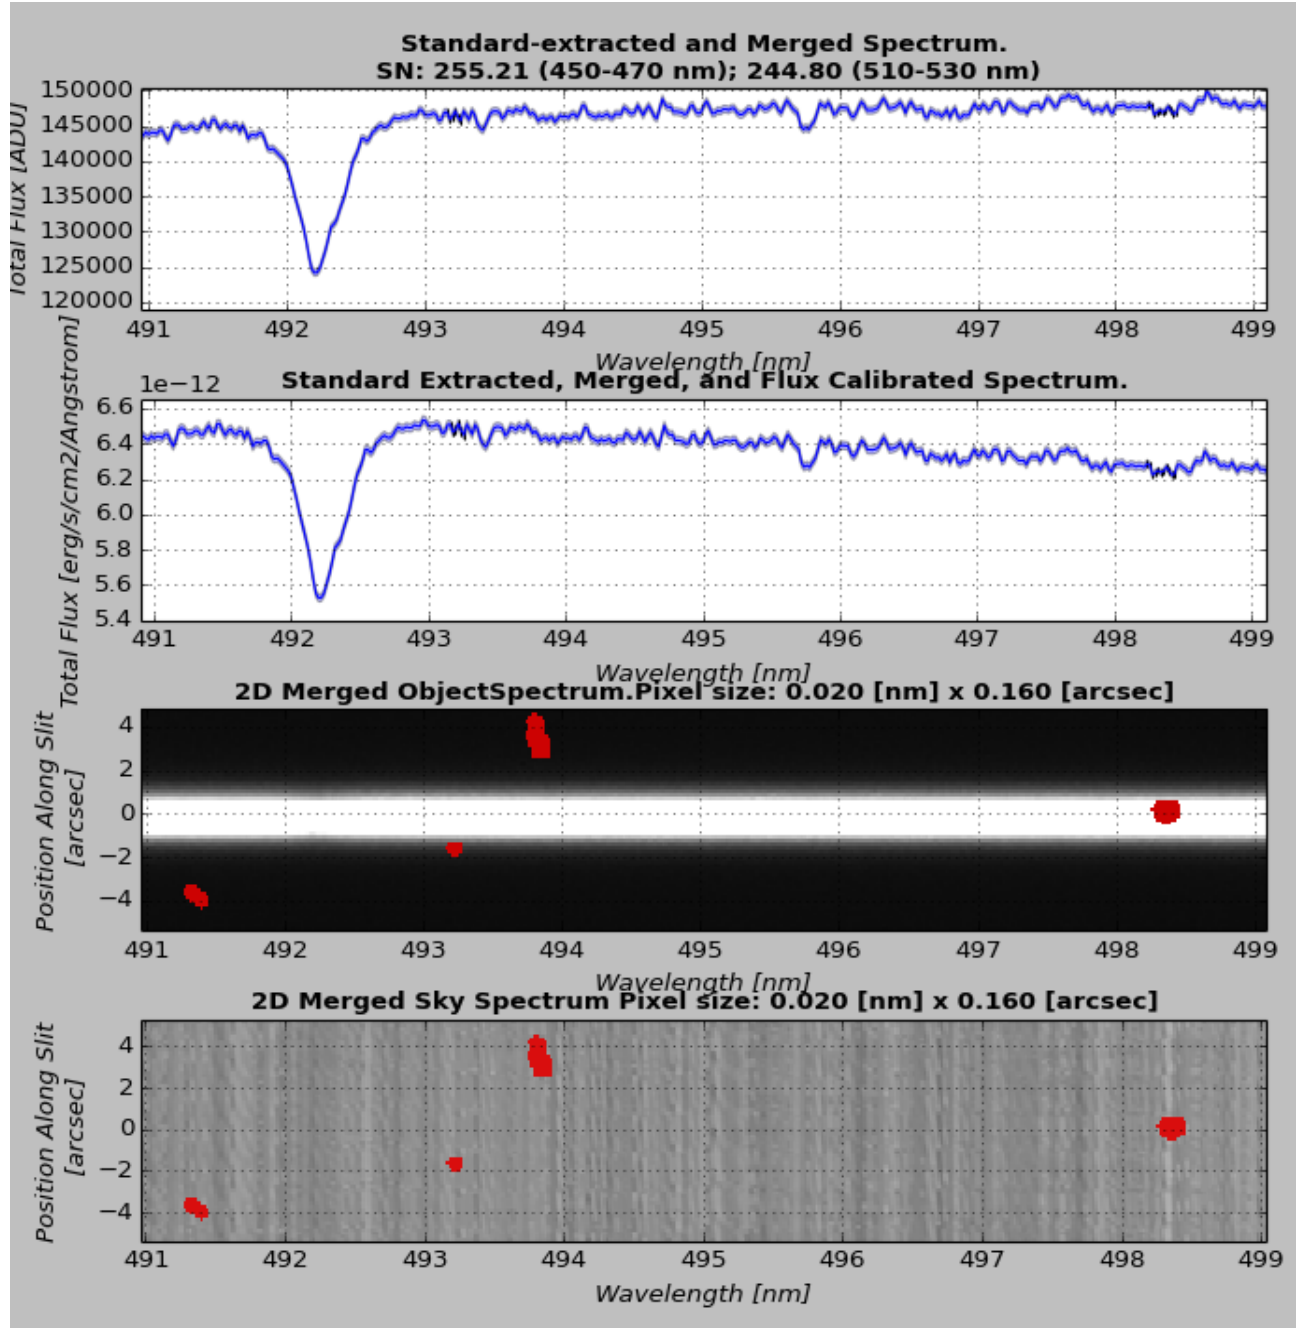 Standard-extracted and Merged Spectrum.
SN: 255.21 (450-470 nm); 244.80 (510-530 nm)
Total Flux [ADU]
150000
145000
140000
135000
130000
125000
120000
491 492 493 494 495 496 497 498 499
Wavelength [nm]
1e−12 Standard Extracted, Merged, and Flux Calibrated Spectrum.
Total Flux [erg/s/cm2/Angstrom]
6.6
6.4
6.2
6.0
5.8
5.6
5.4
491 492 493 494 495 496 497 498 499
Wavelength [nm]
2D Merged ObjectSpectrum.Pixel size: 0.020 [nm] x 0.160 [arcsec]
Position Along Slit
[arcsec]
4
2
0
−2
−4
491 492 493 494 495 496 497 498 499
Wavelength [nm]
2D Merged Sky Spectrum Pixel size: 0.020 [nm] x 0.160 [arcsec]
Position Along Slit
[arcsec]
4
2
0
−2
−4
491 492 493 494 495 496 497 498 499
Wavelength [nm]